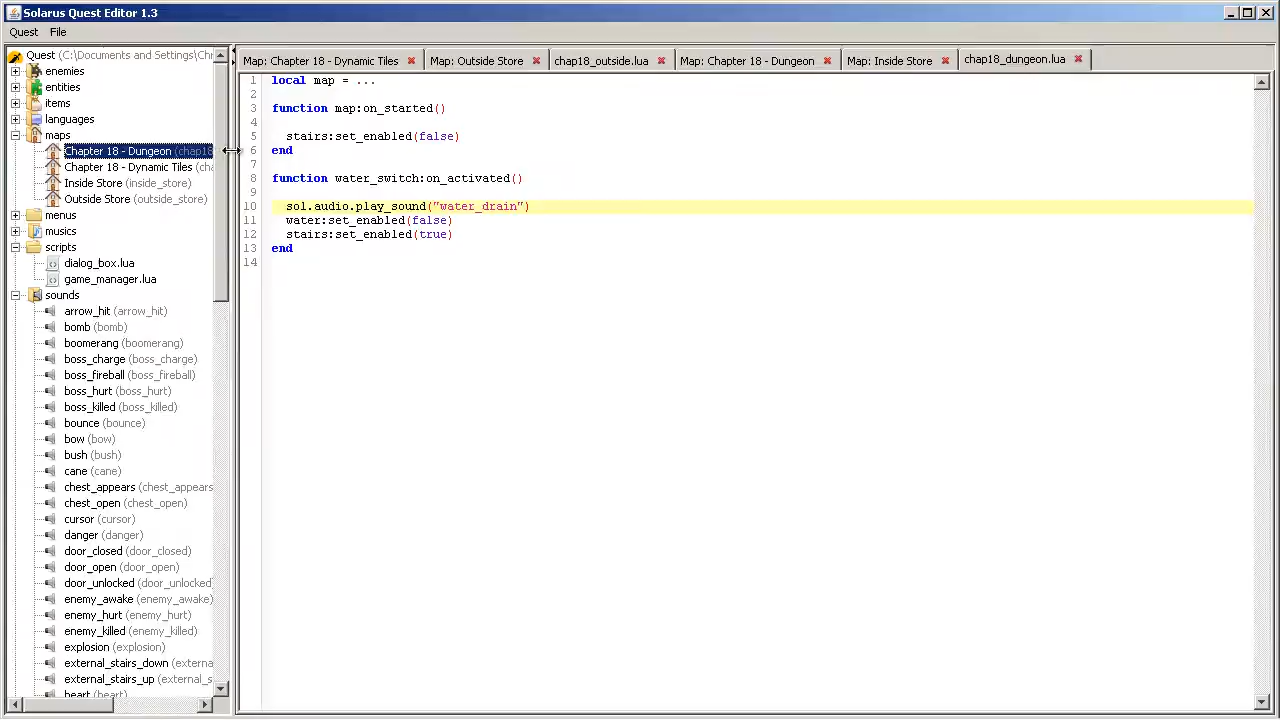 Solarus Quest Editor 1.3
Quest File
Quest (C:\Documents and Settings\Chr
enemies
entities
items
languages
maps
Chapter 18 - Dungeon (chap18
Chapter 18 - Dynamic Tiles (cha
Inside Store (inside_store)
Outside Store (outside_store)
menus
musics
scripts
dialog_box.lua
game_manager.lua
sounds
arrow_hit (arrow_hit)
bomb (bomb)
boomerang (boomerang)
boss_charge (boss_charge)
boss_fireball (boss_fireball)
boss_hurt (boss_hurt)
boss_killed (boss_killed)
bounce (bounce)
bow (bow)
bush (bush)
cane (cane)
chest_appears (chest_appears
chest_open (chest_open)
cursor (cursor)
danger (danger)
door_closed (door_closed)
door_open (door_open)
door_unlocked (door_unlocked
enemy_awake (enemy_awake)
enemy_hurt (enemy_hurt)
enemy_killed (enemy_killed)
explosion (explosion)
external_stairs_down (externa
external_stairs_up (external_s
heart (heart)
Map: Chapter 18 - Dynamic Tiles Map: Outside Store chap18_outside.lua Map: Chapter 18 - Dungeon Map: Inside Store chap18_dungeon.lua
1 local map = ...
2
3 function map:on_started()
4
5 stairs:set_enabled(false)
6 end
7
8 function water_switch:on_activated()
9
10 sol.audio.play_sound("water_drain")
11 water:set_enabled(false)
12 stairs:set_enabled(true)
13 end
14